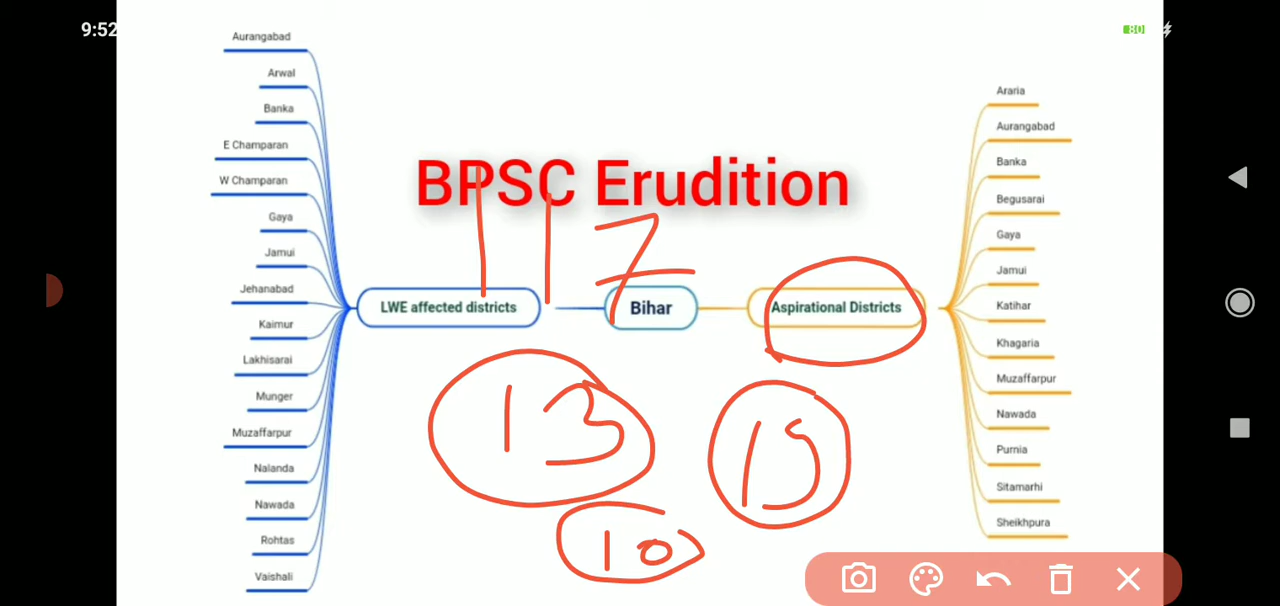 9:52
80
BPSC Erudition
117
Aurangabad
Arwal
Banka
E Champaran
W Champaran
Gaya
Jamui
Jehanabad
Kaimur
Lakhisarai
Munger
Muzaffarpur
Nalanda
Nawada
Rohtas
Vaishali
LWE affected districts
Bihar
Aspirational Districts
Araria
Aurangabad
Banka
Begusarai
Gaya
Jamui
Katihar
Khagaria
Muzaffarpur
Nawada
Purnia
Sitamarhi
Sheikhpura
13
15
10